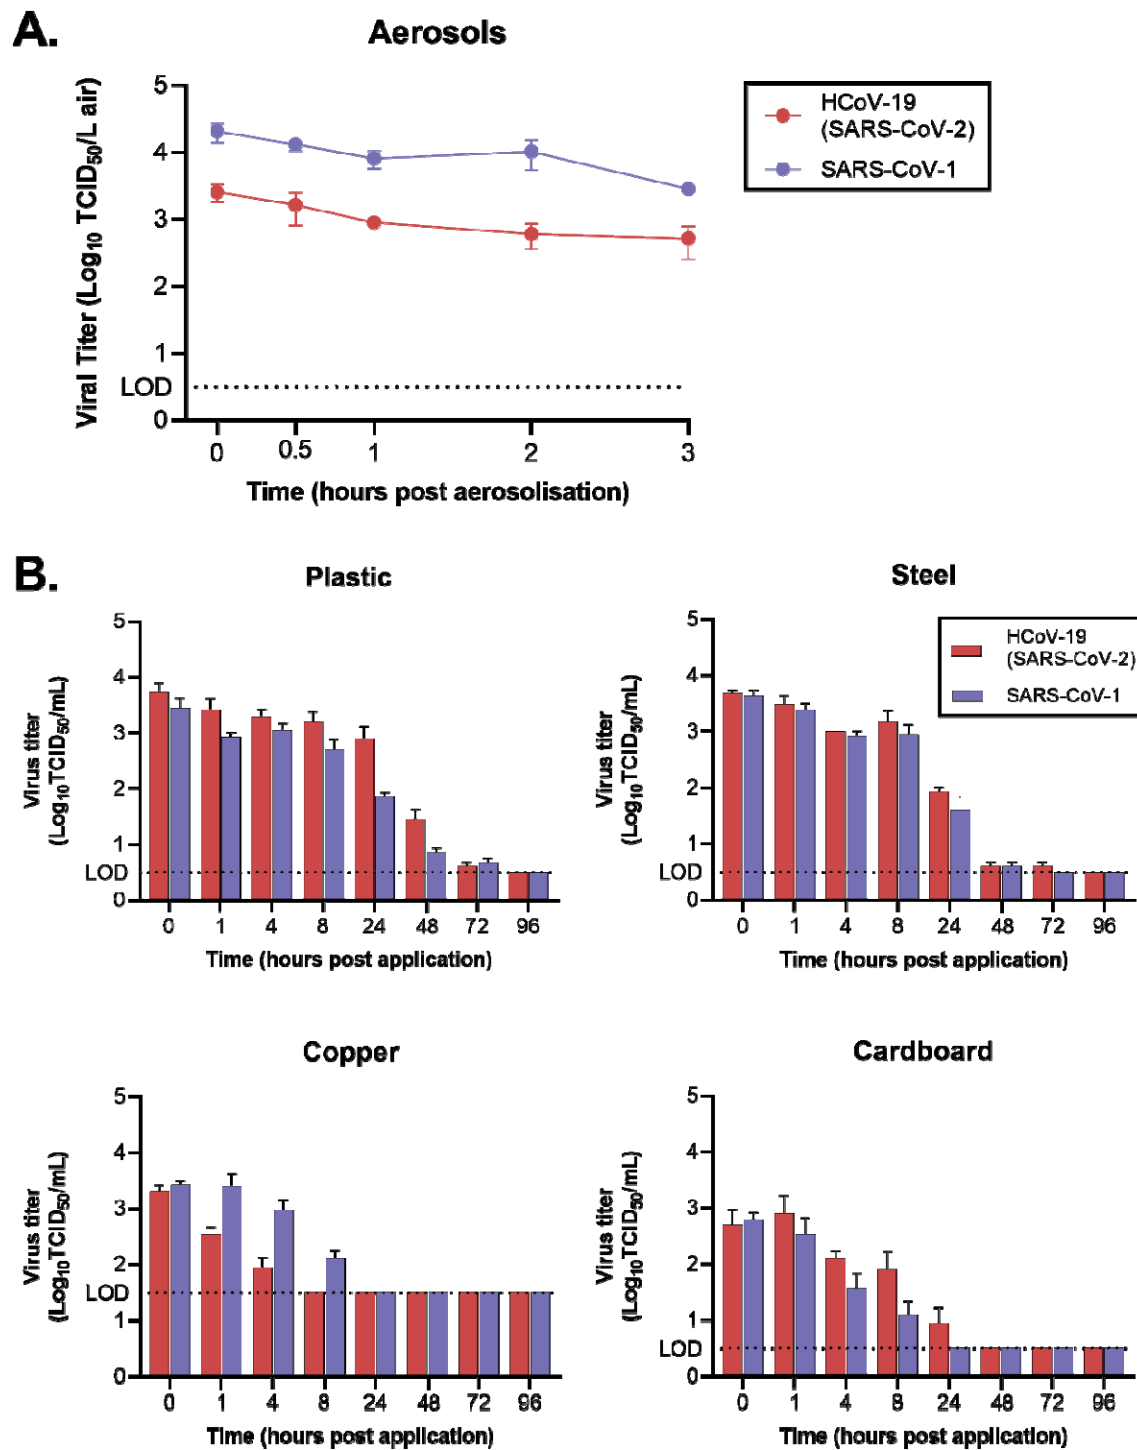 A.
Aerosols
Viral Titer (Log10 TCID50/L air)
5
4
3
2
1
LOD
0
0 0.5 1 2 3
Time (hours post aerosolisation)
HCoV-19
(SARS-CoV-2)
SARS-CoV-1
B.
Plastic
Virus titer
(Log10TCID50/mL)
5
4
3
2
1
LOD
0
0 1 4 8 24 48 72 96
Time (hours post application)
Steel
Virus titer
(Log10TCID50/mL)
5
4
3
2
1
LOD
0
0 1 4 8 24 48 72 96
Time (hours post application)
HCoV-19
(SARS-CoV-2)
SARS-CoV-1
Copper
Virus titer
(Log10TCID50/mL)
5
4
3
2
LOD
1
0
0 1 4 8 24 48 72 96
Time (hours post application)
Cardboard
Virus titer
(Log10TCID50/mL)
5
4
3
2
1
LOD
0
0 1 4 8 24 48 72 96
Time (hours post application)